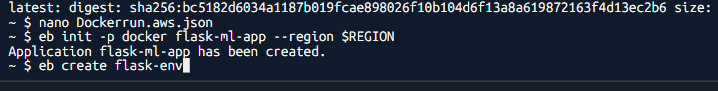 latest: digest: sha256:bc5182d6034a1187b019fcae898026f10b104d6f13a8a619872163f4d13ec2b6 size:
~ $ nano Dockerrun.aws.json
~ $ eb init -p docker flask-ml-app --region $REGION
Application flask-ml-app has been created.
~ $ eb create flask-env